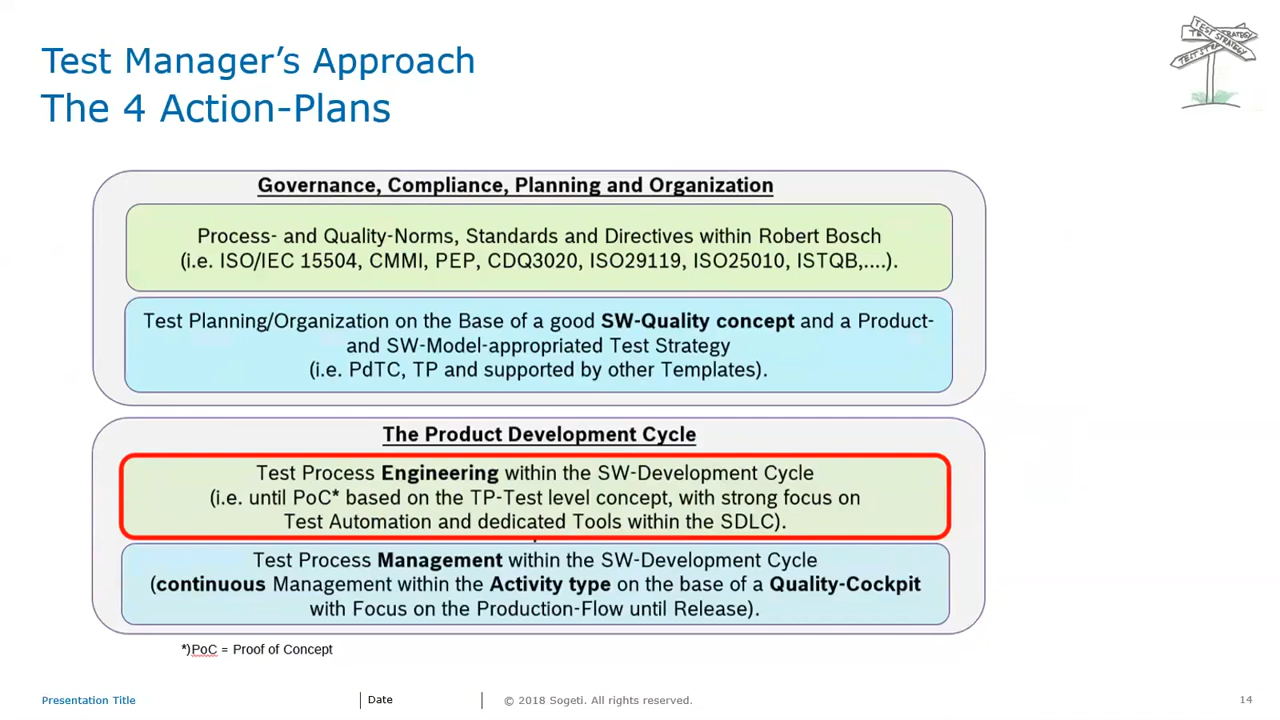 Test Manager's Approach
The 4 Action-Plans
TEST STRATEGY
TEST STRATEGY
TEST STRATEGY
Governance, Compliance, Planning and Organization
Process- and Quality-Norms, Standards and Directives within Robert Bosch
(i.e. ISO/IEC 15504, CMMI, PEP, CDQ3020, ISO29119, ISO25010, ISTQB,....).
Test Planning/Organization on the Base of a good SW-Quality concept and a Product-
and SW-Model-appropriated Test Strategy
(i.e. PdTC, TP and supported by other Templates).
The Product Development Cycle
Test Process Engineering within the SW-Development Cycle
(i.e. until PoC* based on the TP-Test level concept, with strong focus on
Test Automation and dedicated Tools within the SDLC).
Test Process Management within the SW-Development Cycle
(continuous Management within the Activity type on the base of a Quality-Cockpit
with Focus on the Production-Flow until Release).
*)PoC = Proof of Concept
Presentation Title
Date
© 2018 Sogeti. All rights reserved.
14